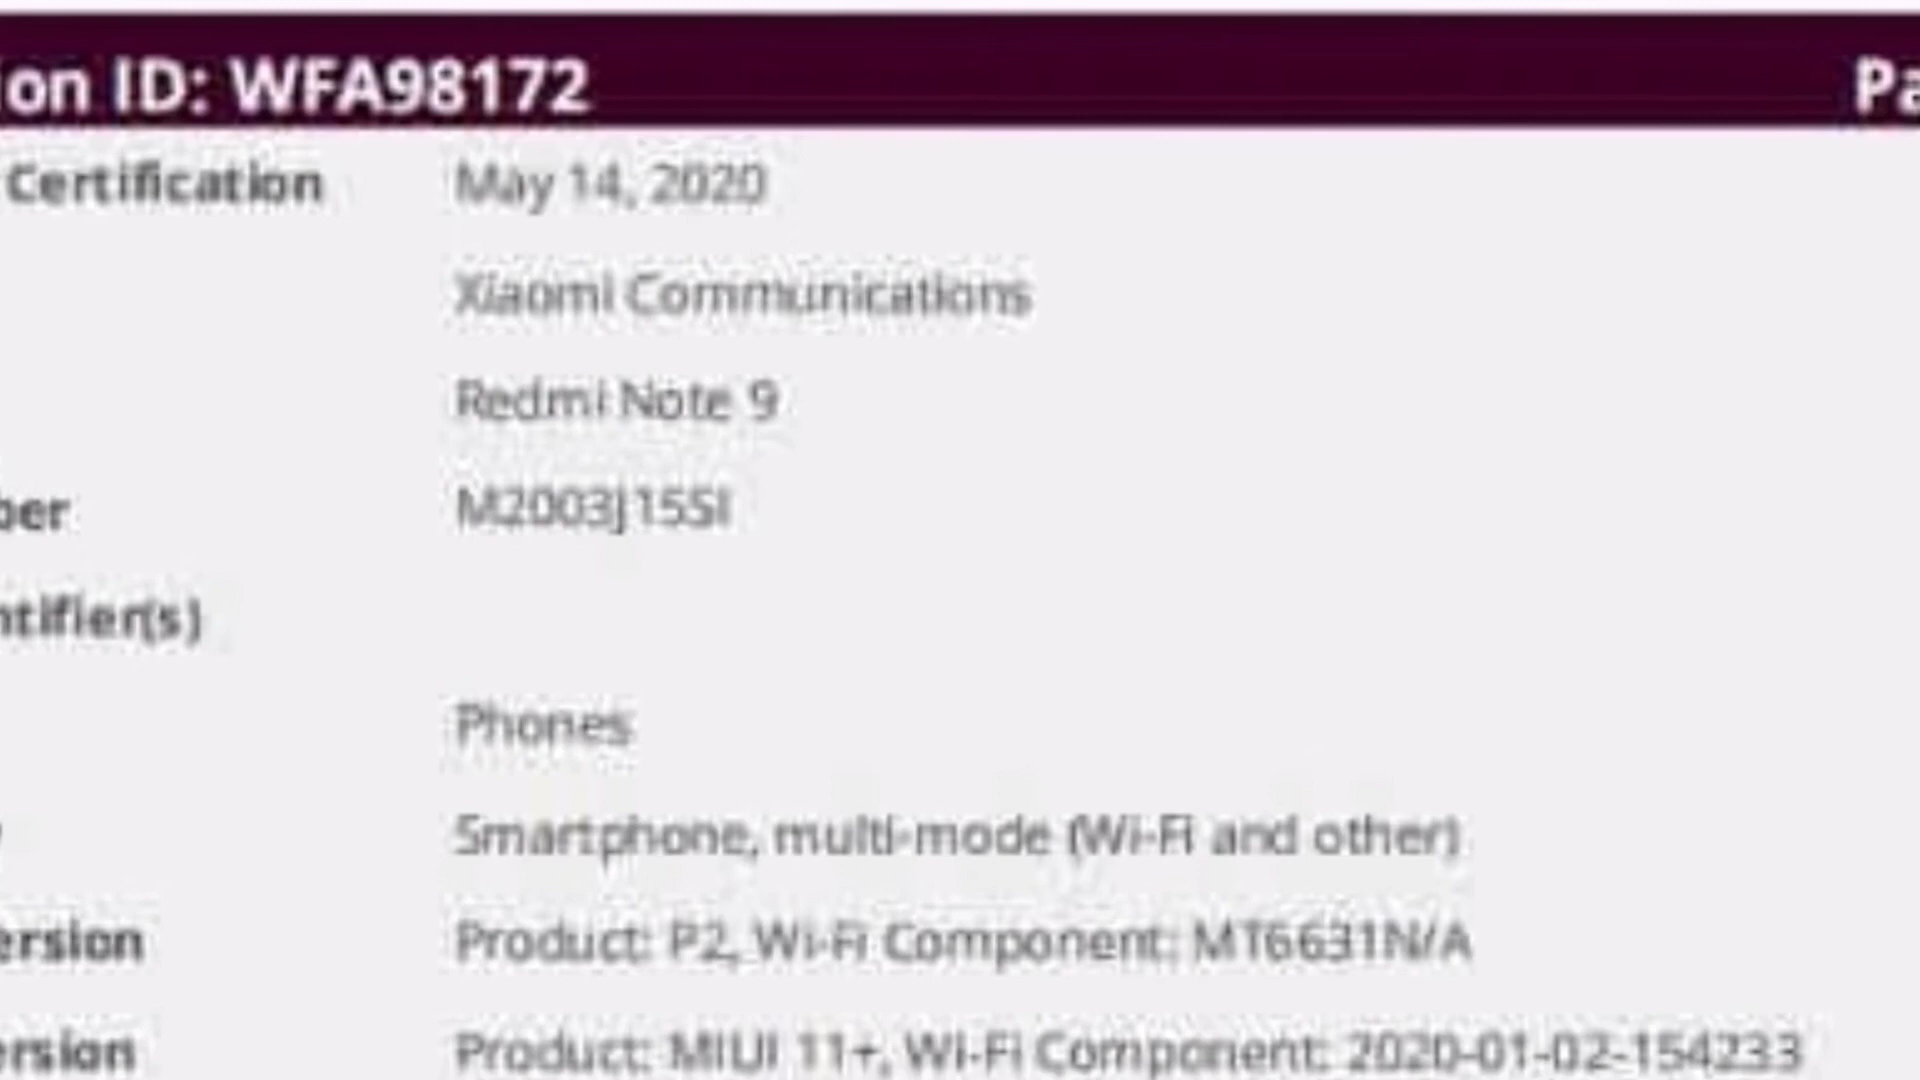 ion ID: WFA98172 Pa
Certification May 14, 2020
Xiaomi Communications
Redmi Note 9
ber M2003J15SI
ntifier(s)
Phones
Smartphone, multi-mode (Wi-Fi and other)
ersion Product: P2, Wi-Fi Component: MT6631N/A
ersion Product: MIUI 11+, Wi-Fi Component: 2020-01-02-154233